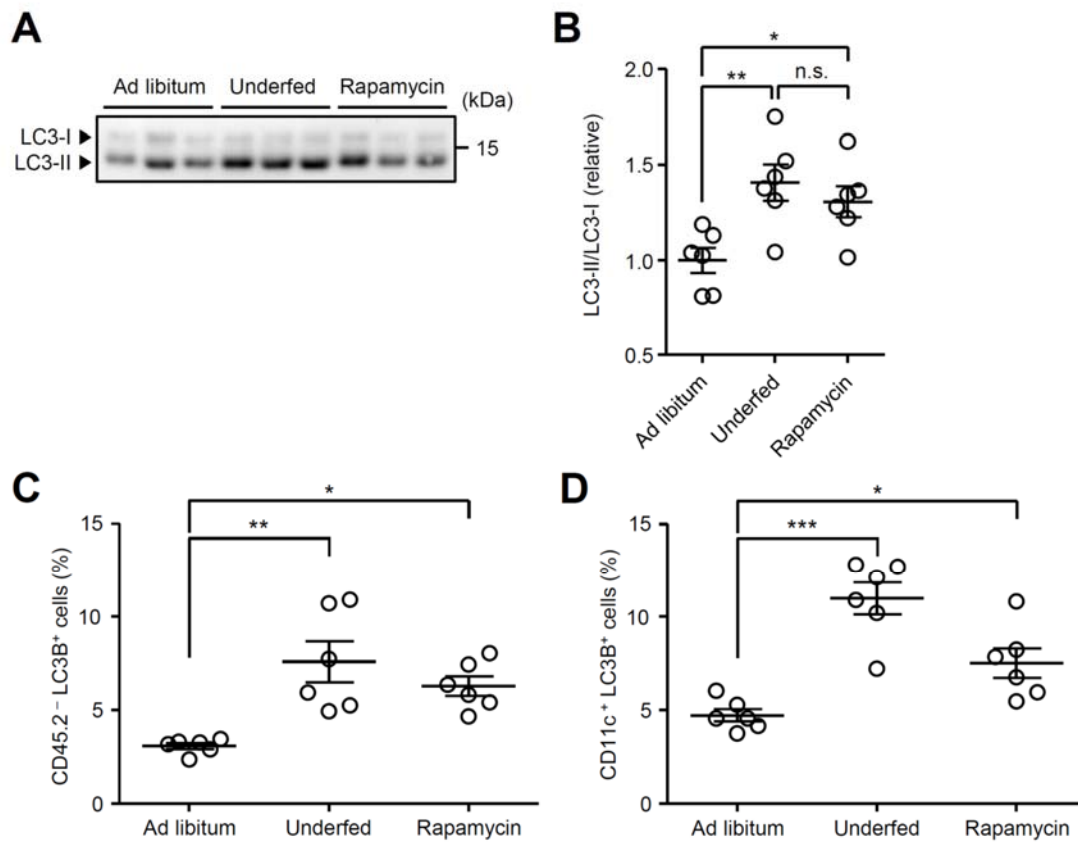 A
Ad libitum Underfed Rapamycin (kDa)
LC3-I
LC3-II
15
B
*
** n.s.
2.0
1.5
1.0
0.5
LC3-II/LC3-I (relative)
Ad libitum
Underfed
Rapamycin
C
*
**
15
10
5
0
CD45.2⁻ LC3B⁺ cells (%)
Ad libitum Underfed Rapamycin
D
*
***
15
10
5
0
CD11c⁺ LC3B⁺ cells (%)
Ad libitum Underfed Rapamycin